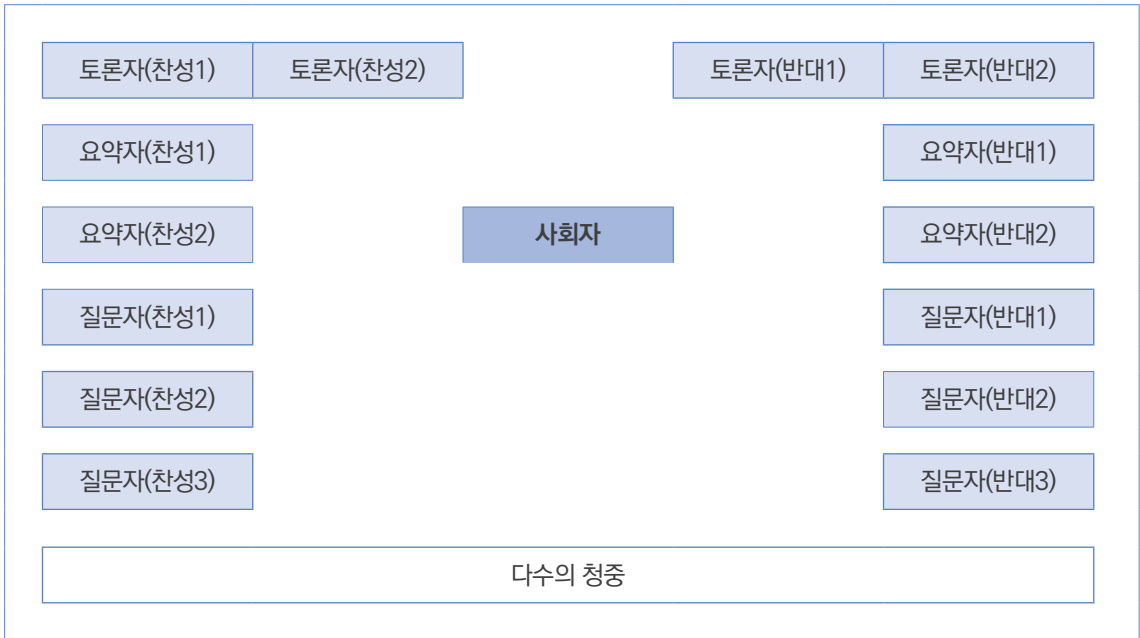 토론자(찬성1) 토론자(찬성2) 토론자(반대1) 토론자(반대2)
요약자(찬성1) 요약자(반대1)
요약자(찬성2) 사회자 요약자(반대2)
질문자(찬성1) 질문자(반대1)
질문자(찬성2) 질문자(반대2)
질문자(찬성3) 질문자(반대3)
다수의 청중